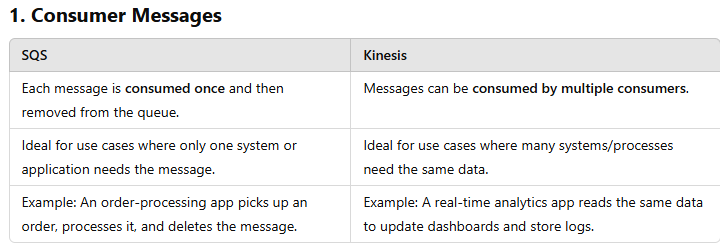 1. Consumer Messages
SQS
Kinesis
Each message is consumed once and then
removed from the queue.
Messages can be consumed by multiple consumers.
Ideal for use cases where only one system or
application needs the message.
Ideal for use cases where many systems/processes
need the same data.
Example: An order-processing app picks up an
order, processes it, and deletes the message.
Example: A real-time analytics app reads the same data
to update dashboards and store logs.